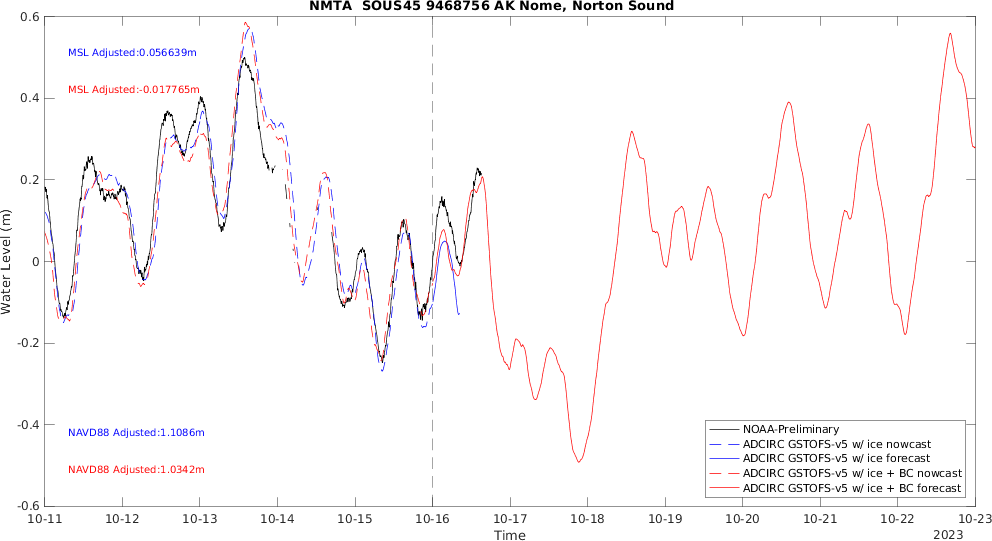 NMTA SOUS45 9468756 AK Nome, Norton Sound
0.6
MSL Adjusted:0.056639m
MSL Adjusted:-0.017765m
0.4
0.2
0
-0.2
-0.4
-0.6
Water Level (m)
NAVD88 Adjusted:1.1086m
NAVD88 Adjusted:1.0342m
NOAA-Preliminary
ADCIRC GSTOFS-v5 w/ ice nowcast
ADCIRC GSTOFS-v5 w/ ice forecast
ADCIRC GSTOFS-v5 w/ ice + BC nowcast
ADCIRC GSTOFS-v5 w/ ice + BC forecast
10-11 10-12 10-13 10-14 10-15 10-16 10-17 10-18 10-19 10-20 10-21 10-22 10-23
Time
2023